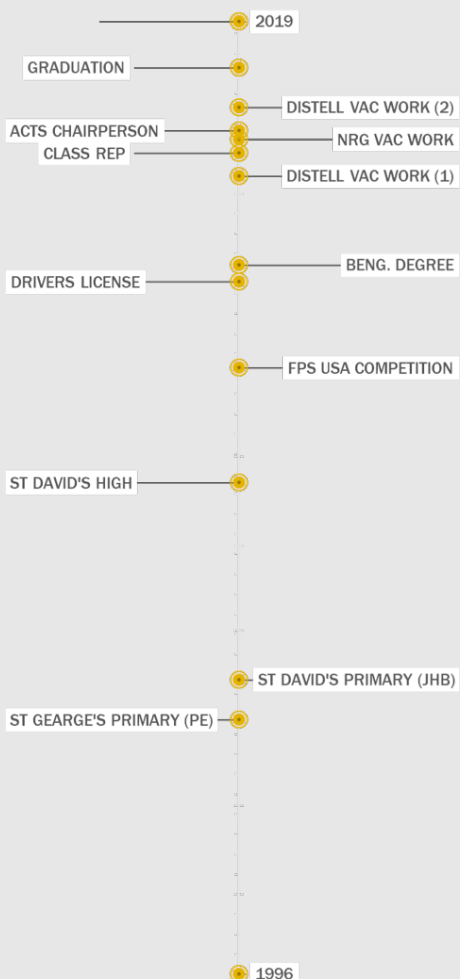 2019
GRADUATION
DISTELL VAC WORK (2)
ACTS CHAIRPERSON
NRG VAC WORK
CLASS REP
DISTELL VAC WORK (1)
BENG. DEGREE
DRIVERS LICENSE
FPS USA COMPETITION
ST DAVID'S HIGH
ST DAVID'S PRIMARY (JHB)
ST GEARGE'S PRIMARY (PE)
1996